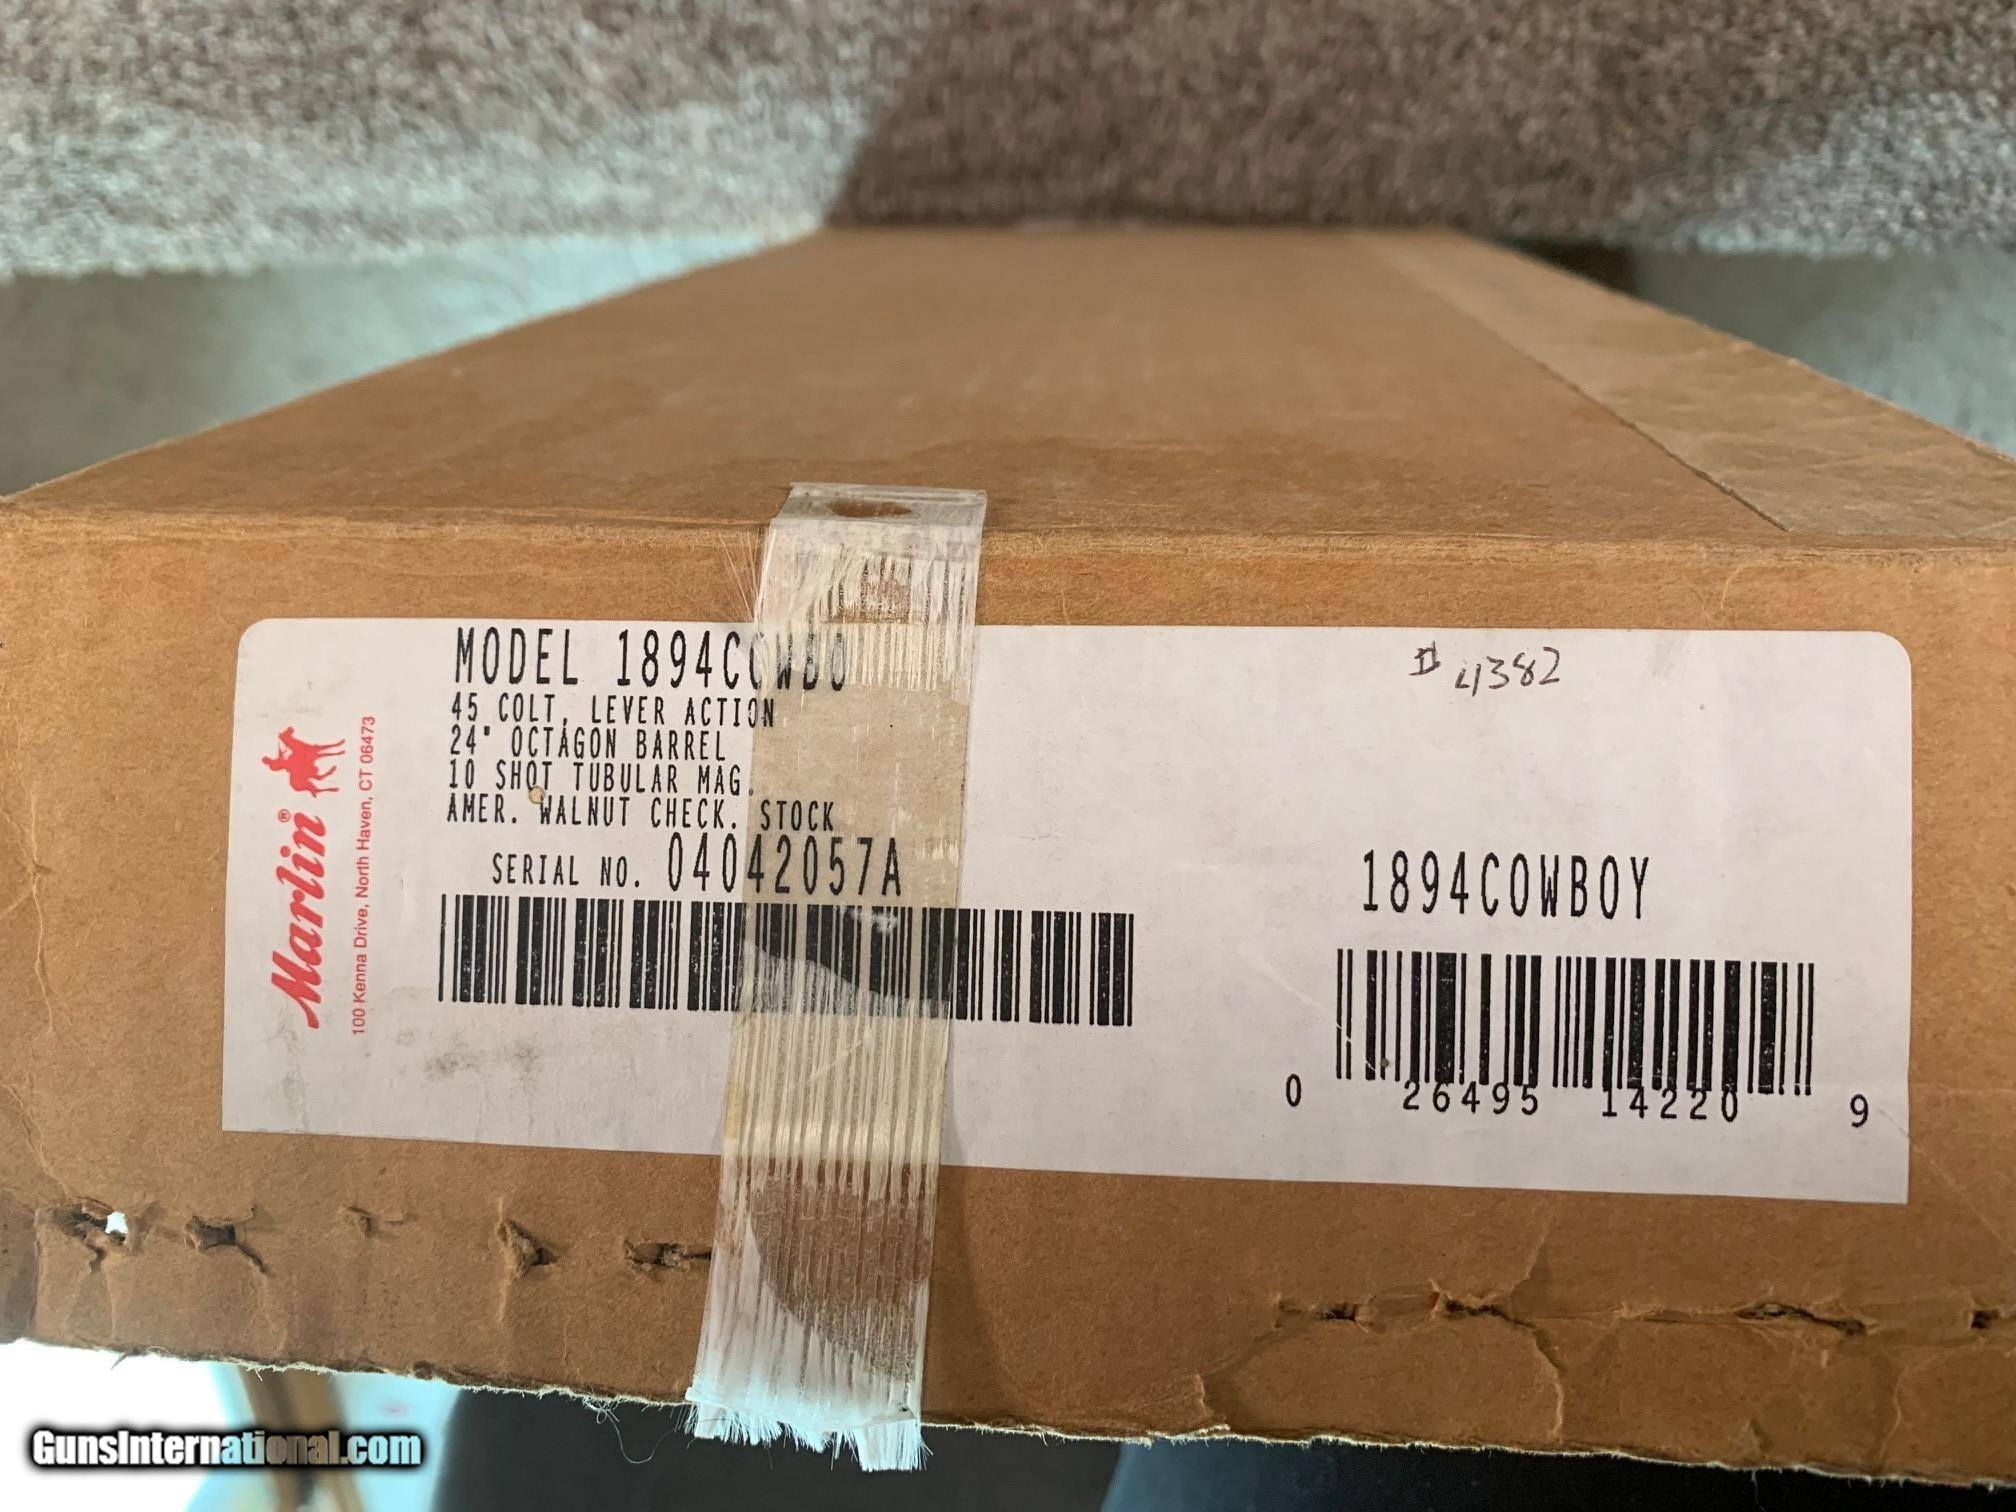 MODEL 1894COWBO
45 COLT, LEVER ACTION
24" OCTAGON BARREL
10 SHOT TUBULAR MAG.
AMER. WALNUT CHECK. STOCK
SERIAL NO. 04042057A
Marlin®
100 Kenna Drive, North Haven, CT 06473
# 4382
1894COWBOY
0 26495 14220 9
GunsInternational.com